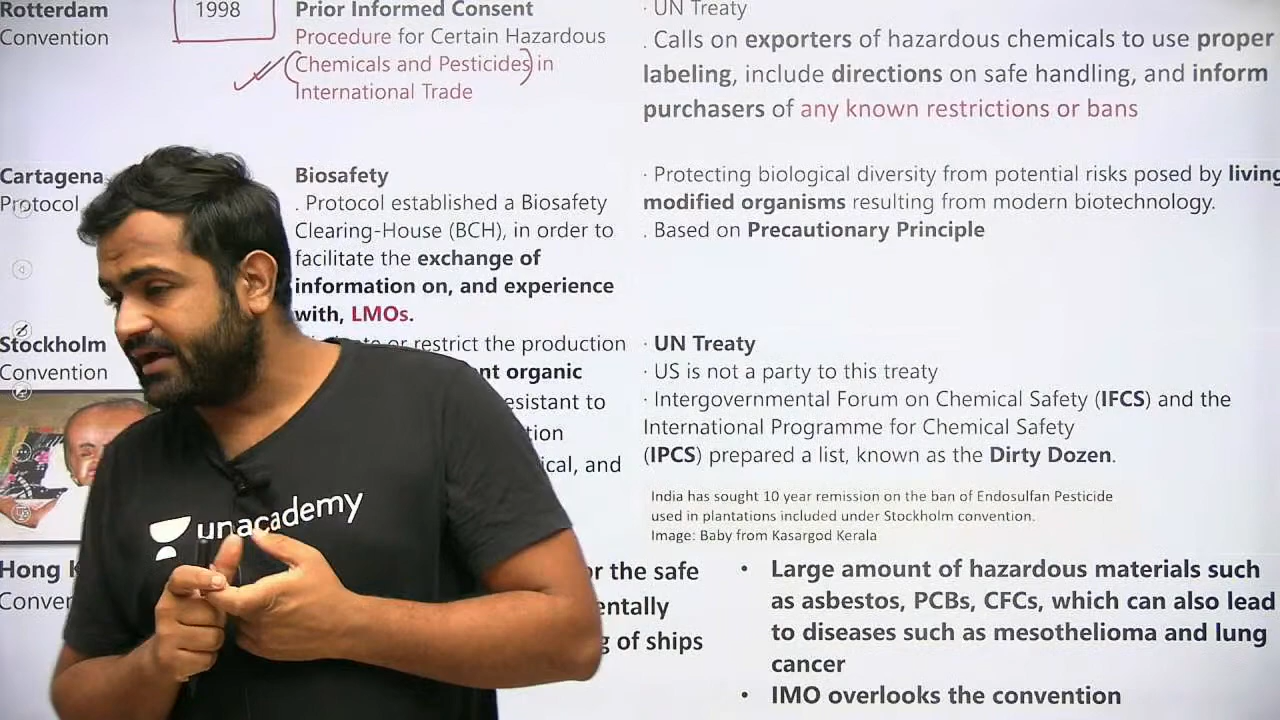 Rotterdam
Convention
1998
Prior Informed Consent
Procedure for Certain Hazardous
Chemicals and Pesticides in
International Trade
· UN Treaty
. Calls on exporters of hazardous chemicals to use proper
labeling, include directions on safe handling, and inform
purchasers of any known restrictions or bans
Cartagena
Protocol
Biosafety
. Protocol established a Biosafety
Clearing-House (BCH), in order to
facilitate the exchange of
information on, and experience
with, LMOs.
· Protecting biological diversity from potential risks posed by living
modified organisms resulting from modern biotechnology.
. Based on Precautionary Principle
Stockholm
Convention
or restrict the production
organic
to
and
· UN Treaty
· US is not a party to this treaty
· Intergovernmental Forum on Chemical Safety (IFCS) and the
International Programme for Chemical Safety
(IPCS) prepared a list, known as the Dirty Dozen.
India has sought 10 year remission on the ban of Endosulfan Pesticide
used in plantations included under Stockholm convention.
Image: Baby from Kasargod Kerala
Hong
the safe
of ships
• Large amount of hazardous materials such
as asbestos, PCBs, CFCs, which can also lead
to diseases such as mesothelioma and lung
cancer
• IMO overlooks the convention
unacademy